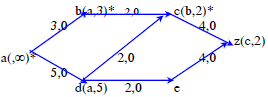 b(a,3)* 2,0 c(b,2)*
3,0 4,0
a(,∞)* z(c,2)
2,0
5,0 4,0
d(a,5) 2,0 e